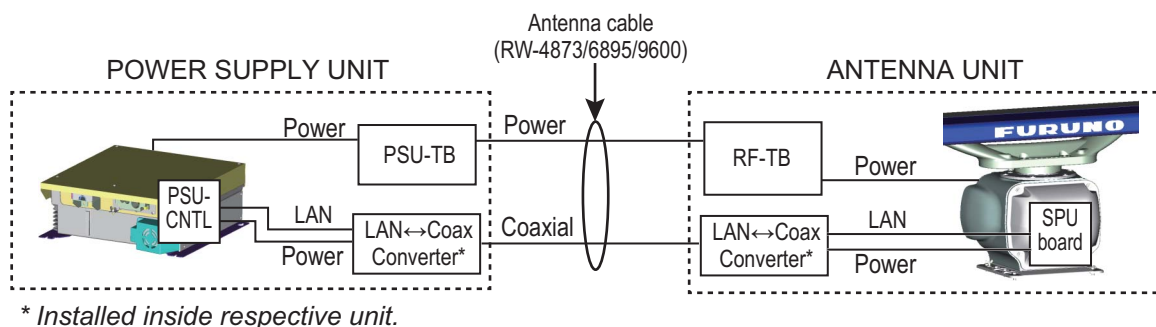 Antenna cable
(RW-4873/6895/9600)
POWER SUPPLY UNIT
ANTENNA UNIT
Power
PSU-TB
Power
RF-TB
FURUNO
Power
PSU-
CNTL
LAN
Power
LAN↔Coax
Converter*
Coaxial
LAN↔Coax
Converter*
LAN
Power
SPU
board
* Installed inside respective unit.